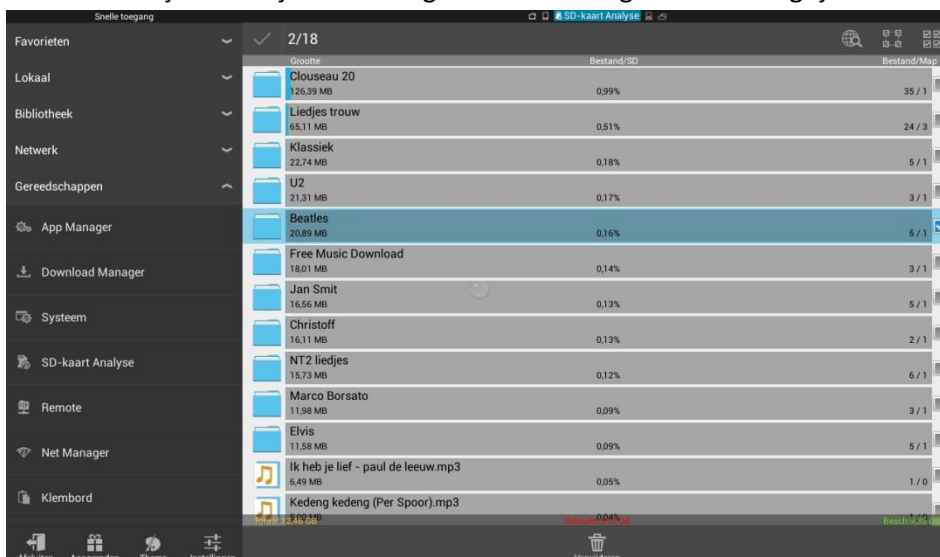 Snelle toegang
SD-kaart Analyse
Favorieten
Lokaal
Bibliotheek
Netwerk
Gereedschappen
App Manager
Download Manager
Systeem
SD-kaart Analyse
Remote
Net Manager
Klembord
2/18
Grootte Bestand/SD Bestand/Map
Clouseau 20
126,39 MB 0,99% 35 / 1
Liedjes trouw
65,11 MB 0,51% 24 / 3
Klassiek
22,74 MB 0,18% 5 / 1
U2
21,31 MB 0,17% 3 / 1
Beatles
20,89 MB 0,16% 5 / 1
Free Music Download
18,01 MB 0,14% 3 / 1
Jan Smit
16,56 MB 0,13% 5 / 1
Christoff
16,11 MB 0,13% 2 / 1
NT2 liedjes
15,73 MB 0,12% 6 / 1
Marco Borsato
11,98 MB 0,09% 3 / 1
Elvis
11,58 MB 0,09% 5 / 1
Ik heb je lief - paul de leeuw.mp3
6,49 MB 0,05% 1 / 0
Kedeng kedeng (Per Spoor).mp3
0,04%